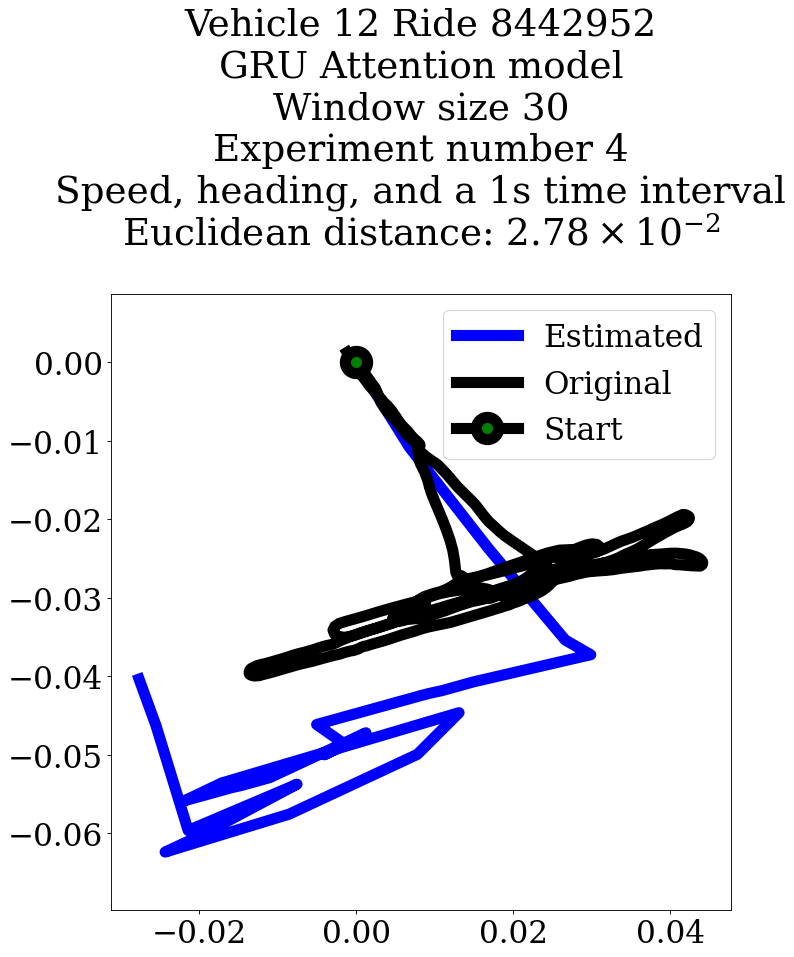 Vehicle 12 Ride 8442952
GRU Attention model
Window size 30
Experiment number 4
Speed, heading, and a 1s time interval
Euclidean distance: 2.78 × 10⁻²
Estimated
Original
Start
0.00
−0.01
−0.02
−0.03
−0.04
−0.05
−0.06
−0.02 0.00 0.02 0.04